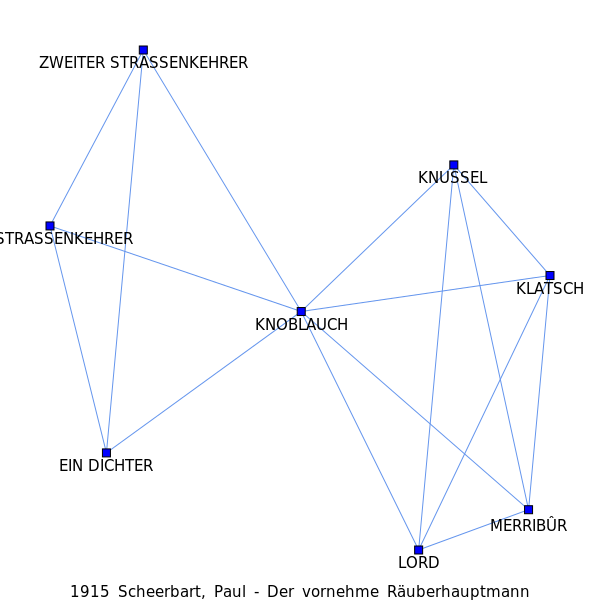 ZWEITER STRASSENKEHRER
KNUSSEL
STRASSENKEHRER
KLATSCH
KNOBLAUCH
EIN DICHTER
MERRIBÛR
LORD
1915 Scheerbart, Paul - Der vornehme Räuberhauptmann